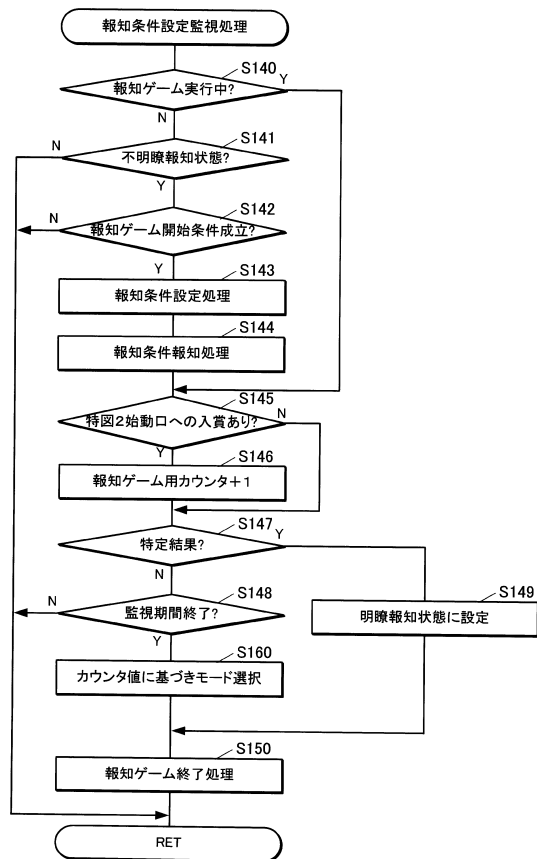 報知条件設定監視処理
S140
報知ゲーム実行中?
Y
N
S141
N
不明瞭報知状態?
Y
S142
N
報知ゲーム開始条件成立?
Y
S143
報知条件設定処理
S144
報知条件報知処理
S145
特図2始動口への入賞あり?
N
Y
S146
報知ゲーム用カウンタ+1
S147
特定結果?
Y
N
S148
N
監視期間終了?
Y
S149
明瞭報知状態に設定
S160
カウンタ値に基づきモード選択
S150
報知ゲーム終了処理
RET